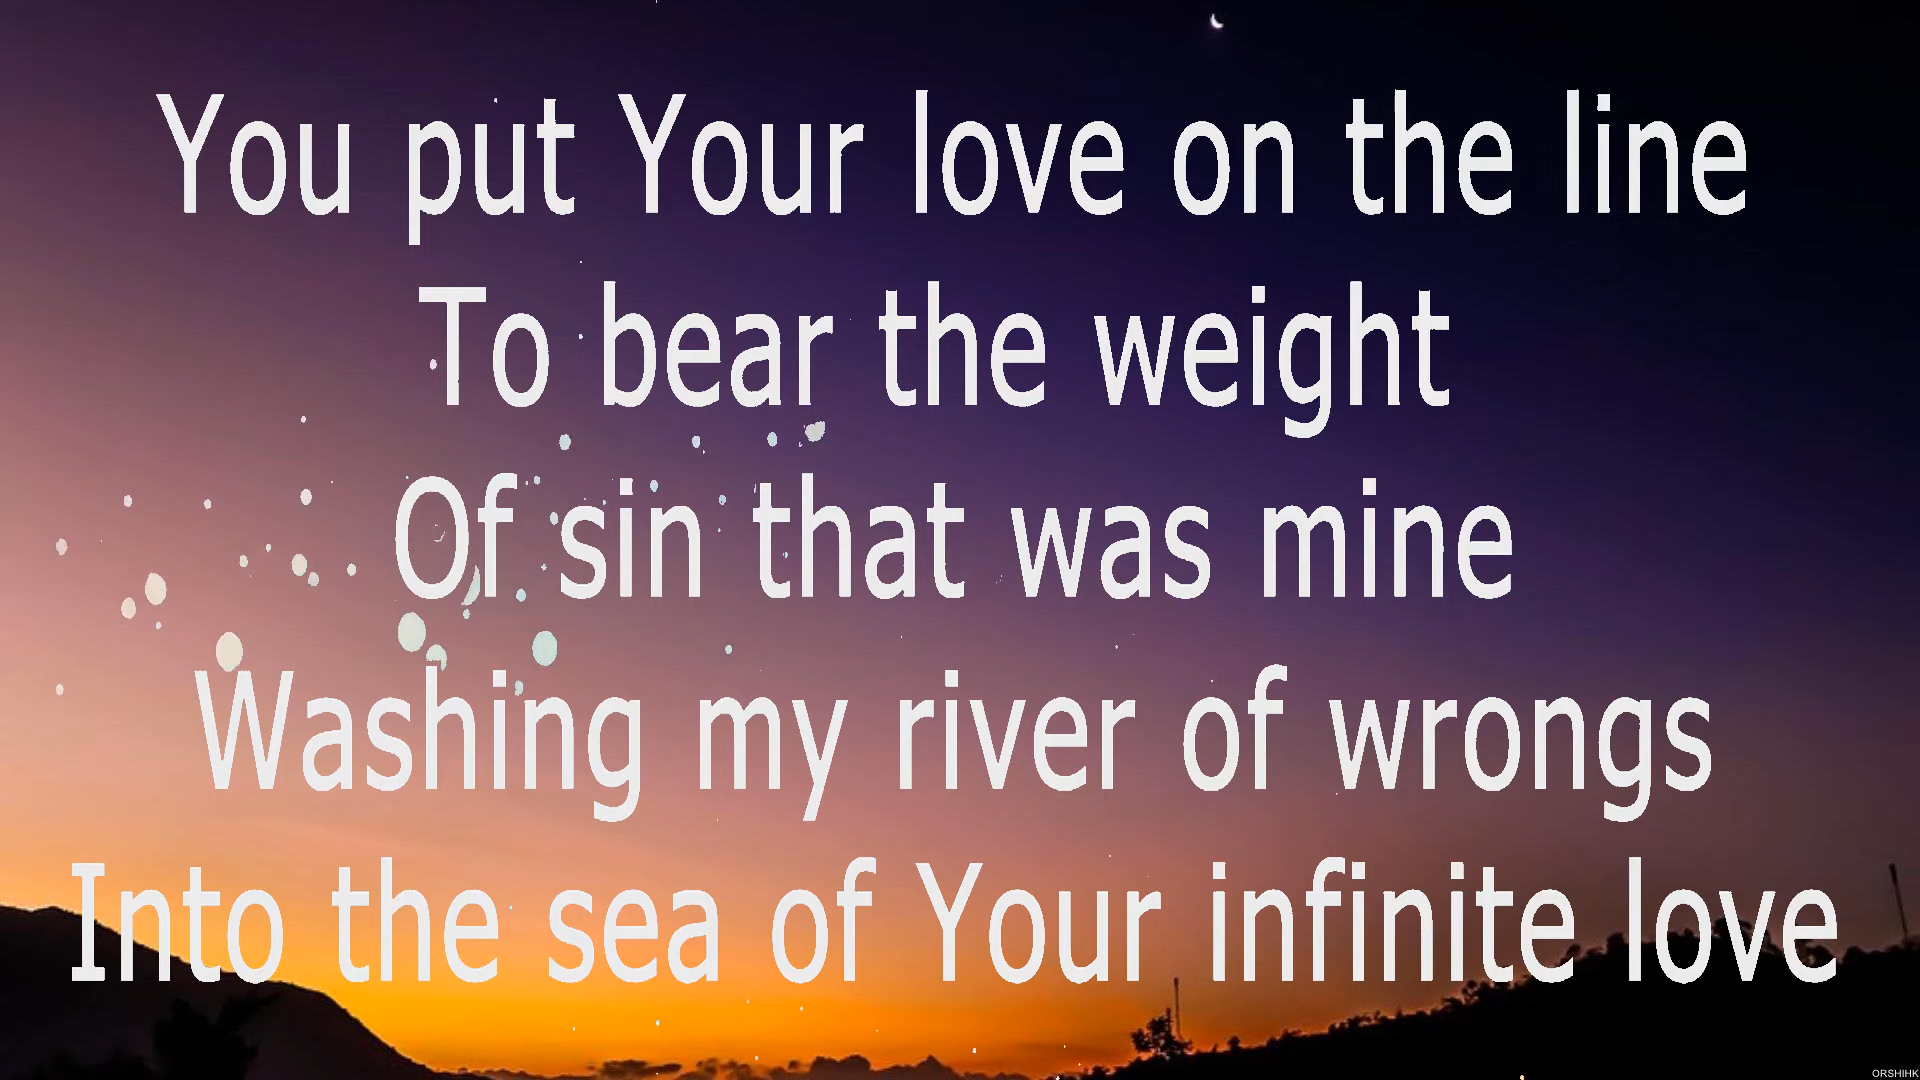 You put Your love on the line
To bear the weight
Of sin that was mine
Washing my river of wrongs
Into the sea of Your infinite love
ORSHIHK